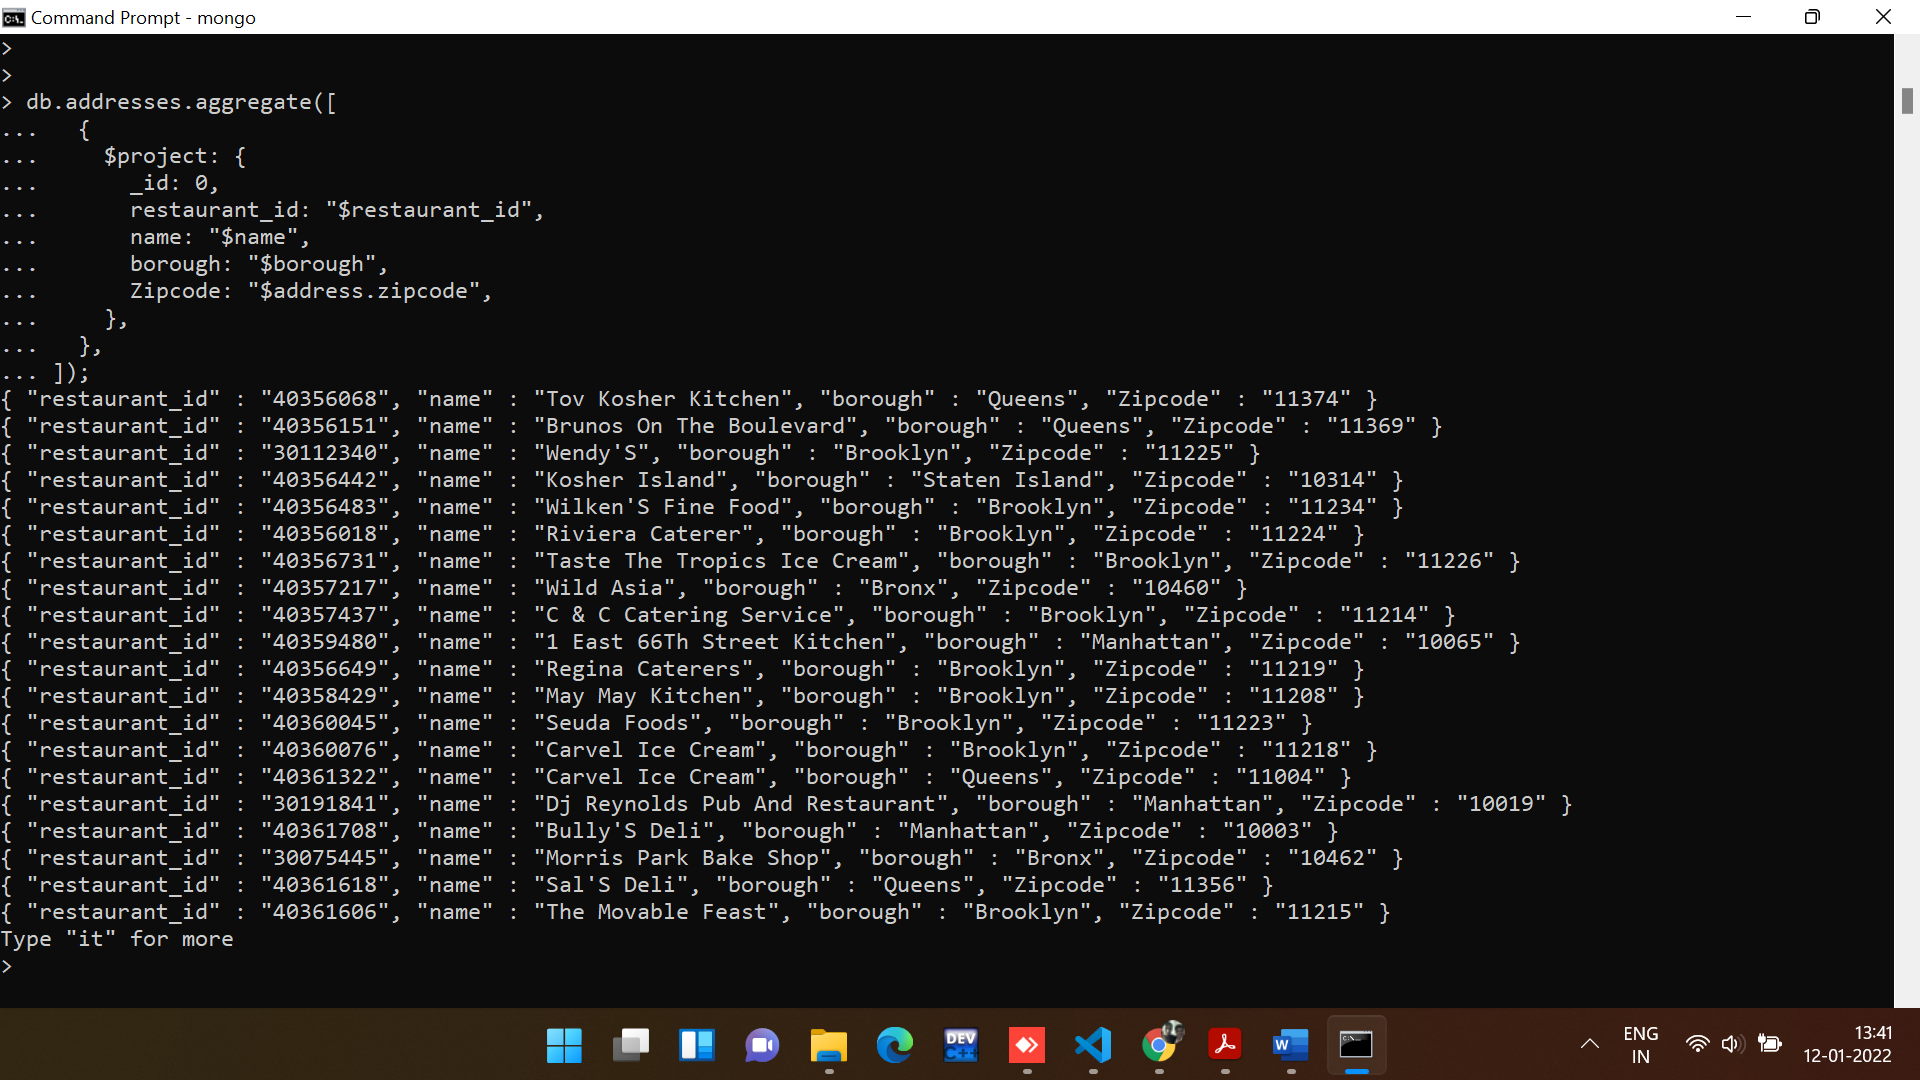 Command Prompt - mongo
>
>
> db.addresses.aggregate([
...   {
...     $project: {
...       _id: 0,
...       restaurant_id: "$restaurant_id",
...       name: "$name",
...       borough: "$borough",
...       Zipcode: "$address.zipcode",
...     },
...   },
... ]);
{ "restaurant_id" : "40356068", "name" : "Tov Kosher Kitchen", "borough" : "Queens", "Zipcode" : "11374" }
{ "restaurant_id" : "40356151", "name" : "Brunos On The Boulevard", "borough" : "Queens", "Zipcode" : "11369" }
{ "restaurant_id" : "30112340", "name" : "Wendy'S", "borough" : "Brooklyn", "Zipcode" : "11225" }
{ "restaurant_id" : "40356442", "name" : "Kosher Island", "borough" : "Staten Island", "Zipcode" : "10314" }
{ "restaurant_id" : "40356483", "name" : "Wilken'S Fine Food", "borough" : "Brooklyn", "Zipcode" : "11234" }
{ "restaurant_id" : "40356018", "name" : "Riviera Caterer", "borough" : "Brooklyn", "Zipcode" : "11224" }
{ "restaurant_id" : "40356731", "name" : "Taste The Tropics Ice Cream", "borough" : "Brooklyn", "Zipcode" : "11226" }
{ "restaurant_id" : "40357217", "name" : "Wild Asia", "borough" : "Bronx", "Zipcode" : "10460" }
{ "restaurant_id" : "40357437", "name" : "C & C Catering Service", "borough" : "Brooklyn", "Zipcode" : "11214" }
{ "restaurant_id" : "40359480", "name" : "1 East 66Th Street Kitchen", "borough" : "Manhattan", "Zipcode" : "10065" }
{ "restaurant_id" : "40356649", "name" : "Regina Caterers", "borough" : "Brooklyn", "Zipcode" : "11219" }
{ "restaurant_id" : "40358429", "name" : "May May Kitchen", "borough" : "Brooklyn", "Zipcode" : "11208" }
{ "restaurant_id" : "40360045", "name" : "Seuda Foods", "borough" : "Brooklyn", "Zipcode" : "11223" }
{ "restaurant_id" : "40360076", "name" : "Carvel Ice Cream", "borough" : "Brooklyn", "Zipcode" : "11218" }
{ "restaurant_id" : "40361322", "name" : "Carvel Ice Cream", "borough" : "Queens", "Zipcode" : "11004" }
{ "restaurant_id" : "30191841", "name" : "Dj Reynolds Pub And Restaurant", "borough" : "Manhattan", "Zipcode" : "10019" }
{ "restaurant_id" : "40361708", "name" : "Bully'S Deli", "borough" : "Manhattan", "Zipcode" : "10003" }
{ "restaurant_id" : "30075445", "name" : "Morris Park Bake Shop", "borough" : "Bronx", "Zipcode" : "10462" }
{ "restaurant_id" : "40361618", "name" : "Sal'S Deli", "borough" : "Queens", "Zipcode" : "11356" }
{ "restaurant_id" : "40361606", "name" : "The Movable Feast", "borough" : "Brooklyn", "Zipcode" : "11215" }
Type "it" for more
>
DEV
C++
W
ENG
IN
13:41
12-01-2022